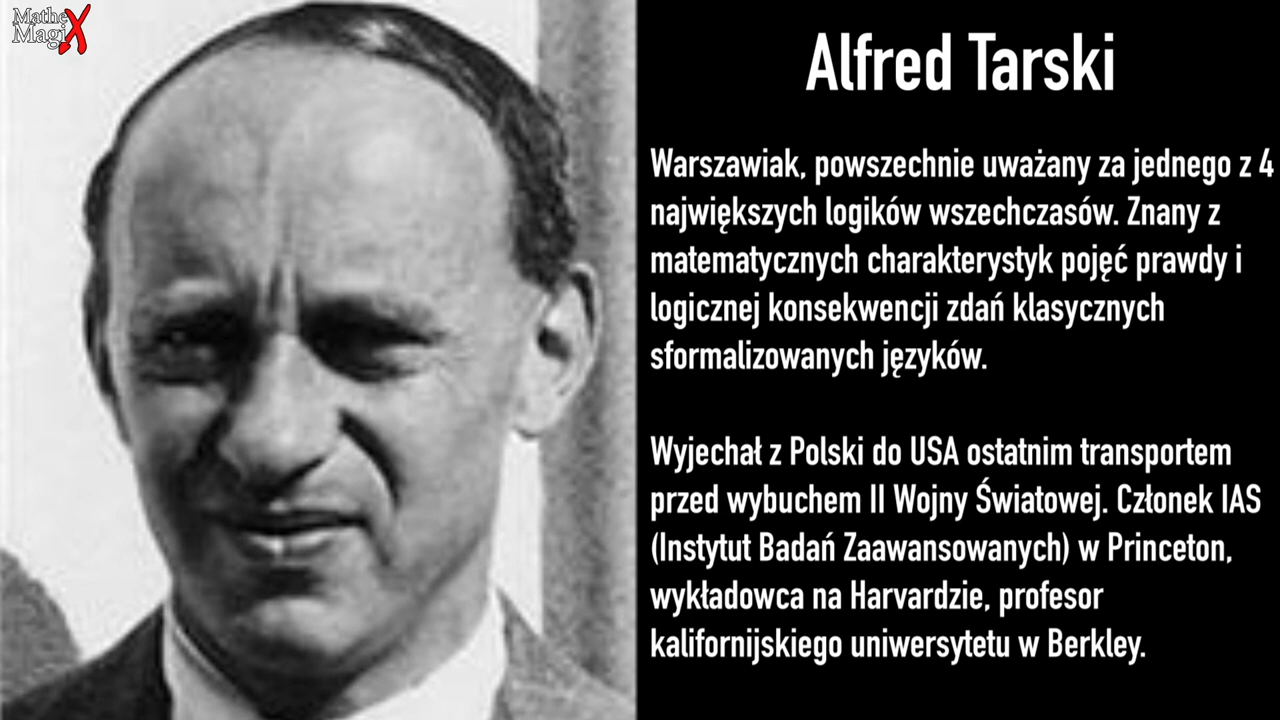 Mathe
MagiX
Alfred Tarski
Warszawiak, powszechnie uważany za jednego z 4
największych logików wszechczasów. Znany z
matematycznych charakterystyk pojęć prawdy i
logicznej konsekwencji zdań klasycznych
sformalizowanych języków.
Wyjechał z Polski do USA ostatnim transportem
przed wybuchem II Wojny Światowej. Członek IAS
(Instytut Badań Zaawansowanych) w Princeton,
wykładowca na Harvardzie, profesor
kalifornijskiego uniwersytetu w Berkley.